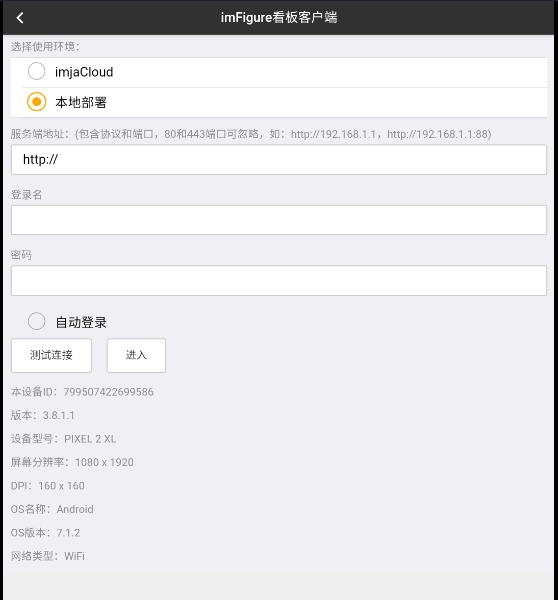 imFigure看板客户端
选择使用环境：
imjaCloud
本地部署
服务端地址：(包含协议和端口，80和443端口可忽略，如：http://192.168.1.1，http://192.168.1.1:88)
http://
登录名
密码
自动登录
测试连接 进入
本设备ID：799507422699586
版本：3.8.1.1
设备型号：PIXEL 2 XL
屏幕分辨率：1080 x 1920
DPI：160 x 160
OS名称：Android
OS版本：7.1.2
网络类型：WiFi